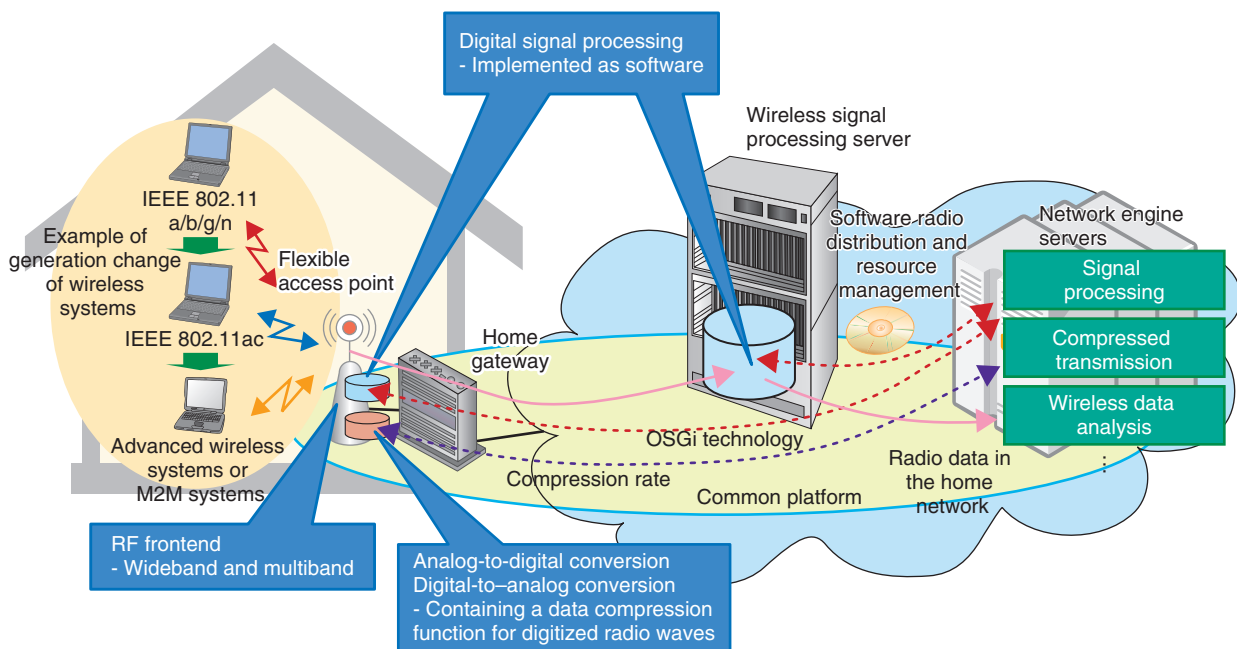 Digital signal processing
- Implemented as software
Wireless signal
processing server
IEEE 802.11
a/b/g/n
Example of
generation change
of wireless
systems
Flexible
access point
IEEE 802.11ac
Advanced wireless
systems or
M2M systems
Home
gateway
Software radio
distribution and
resource
management
Network engine
servers
Signal
processing
Compressed
transmission
Wireless data
analysis
OSGi technology
Compression rate
Common platform
Radio data in
the home
network
⋮
RF frontend
- Wideband and multiband
Analog-to-digital conversion
Digital-to–analog conversion
- Containing a data compression
function for digitized radio waves